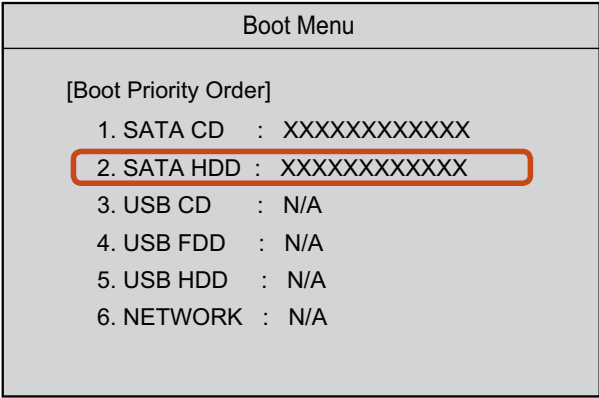 Boot Menu
[Boot Priority Order]
1. SATA CD : XXXXXXXXXXXX
2. SATA HDD : XXXXXXXXXXXX
3. USB CD : N/A
4. USB FDD : N/A
5. USB HDD : N/A
6. NETWORK : N/A